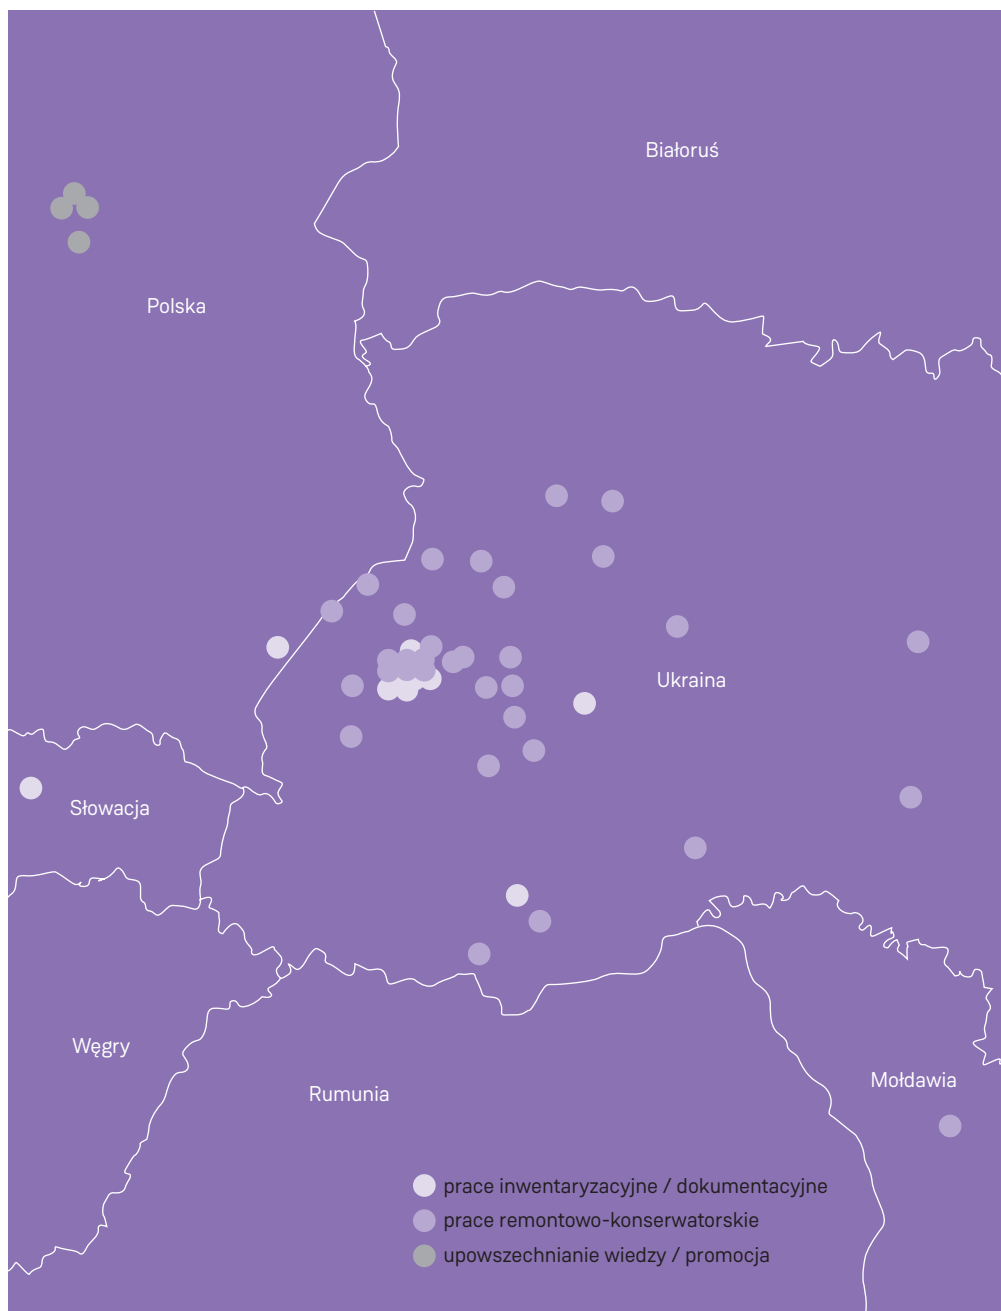 Białoruś
Polska
Ukraina
Słowacja
Węgry
Rumunia
Mołdawia
prace inwentaryzacyjne / dokumentacyjne
prace remontowo-konserwatorskie
upowszechnianie wiedzy / promocja